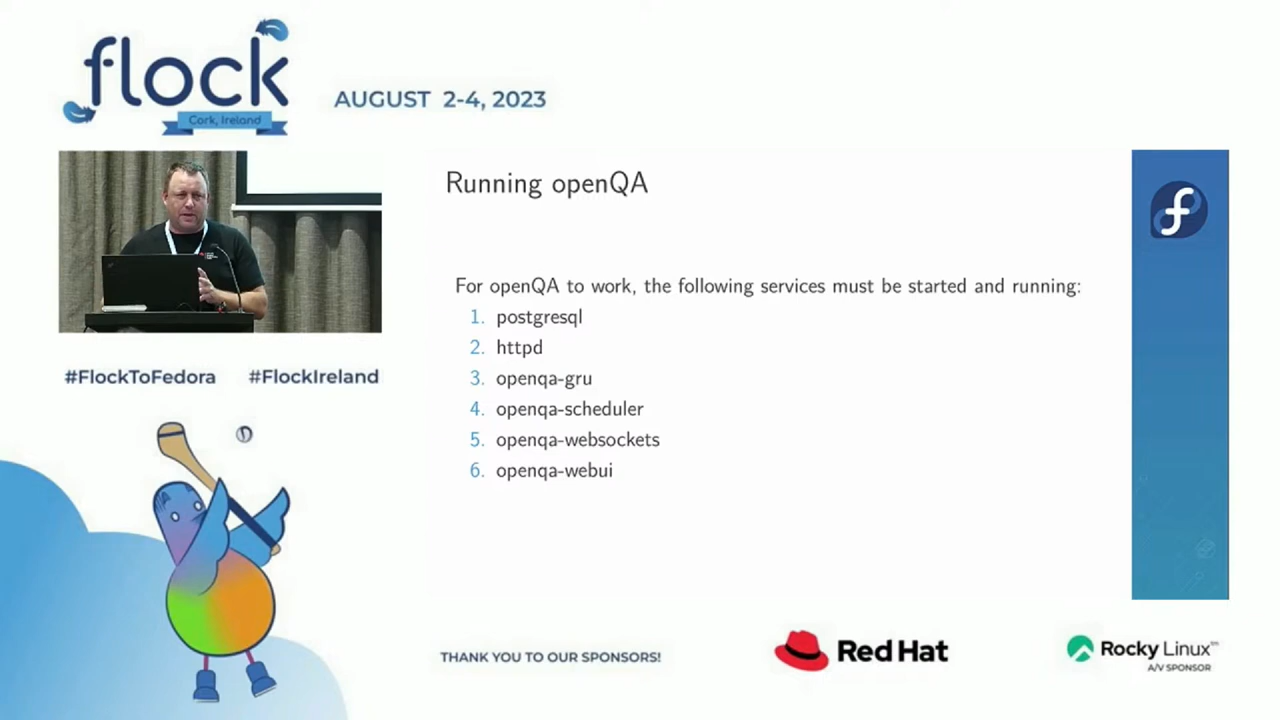 flock
Cork, Ireland
AUGUST 2-4, 2023
Running openQA
For openQA to work, the following services must be started and running:
1. postgresql
2. httpd
3. openqa-gru
4. openqa-scheduler
5. openqa-websockets
6. openqa-webui
#FlockToFedora #FlockIreland
THANK YOU TO OUR SPONSORS!
Red Hat
Rocky Linux™
A/V SPONSOR